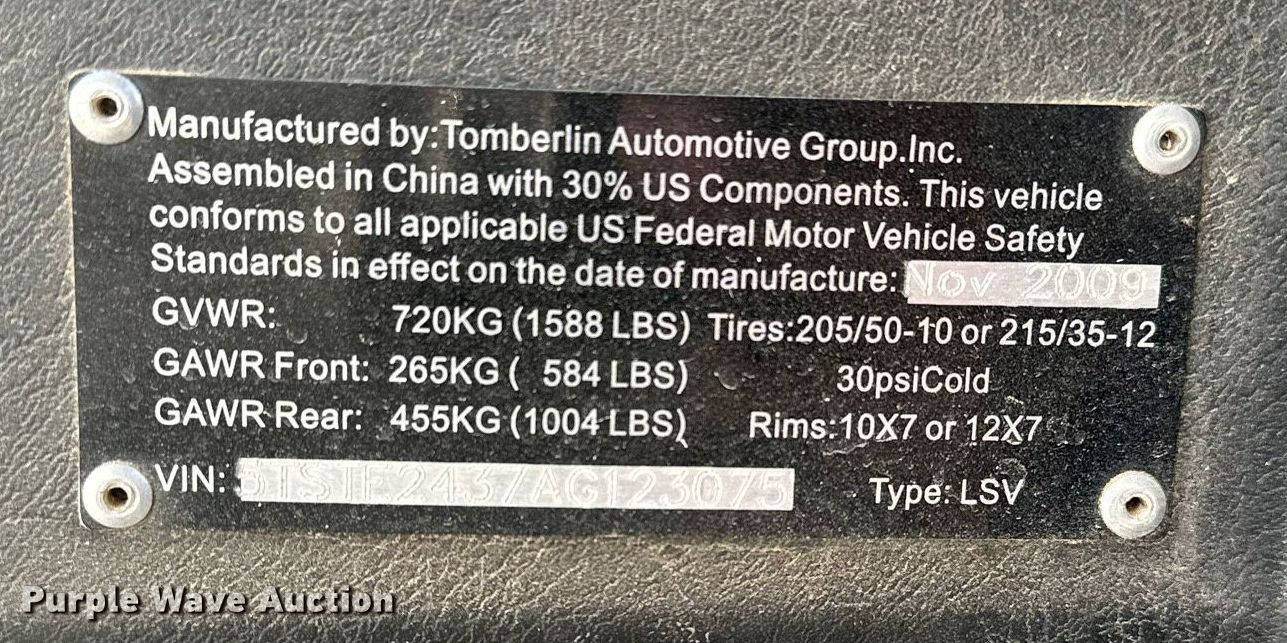 Manufactured by:Tomberlin Automotive Group.Inc.
Assembled in China with 30% US Components. This vehicle
conforms to all applicable US Federal Motor Vehicle Safety
Standards in effect on the date of manufacture: Nov 2009
GVWR: 720KG (1588 LBS) Tires:205/50-10 or 215/35-12
GAWR Front: 265KG ( 584 LBS) 30psiCold
GAWR Rear: 455KG (1004 LBS) Rims:10X7 or 12X7
VIN: 5TSTE2437AG123075 Type: LSV
Purple Wave Auction